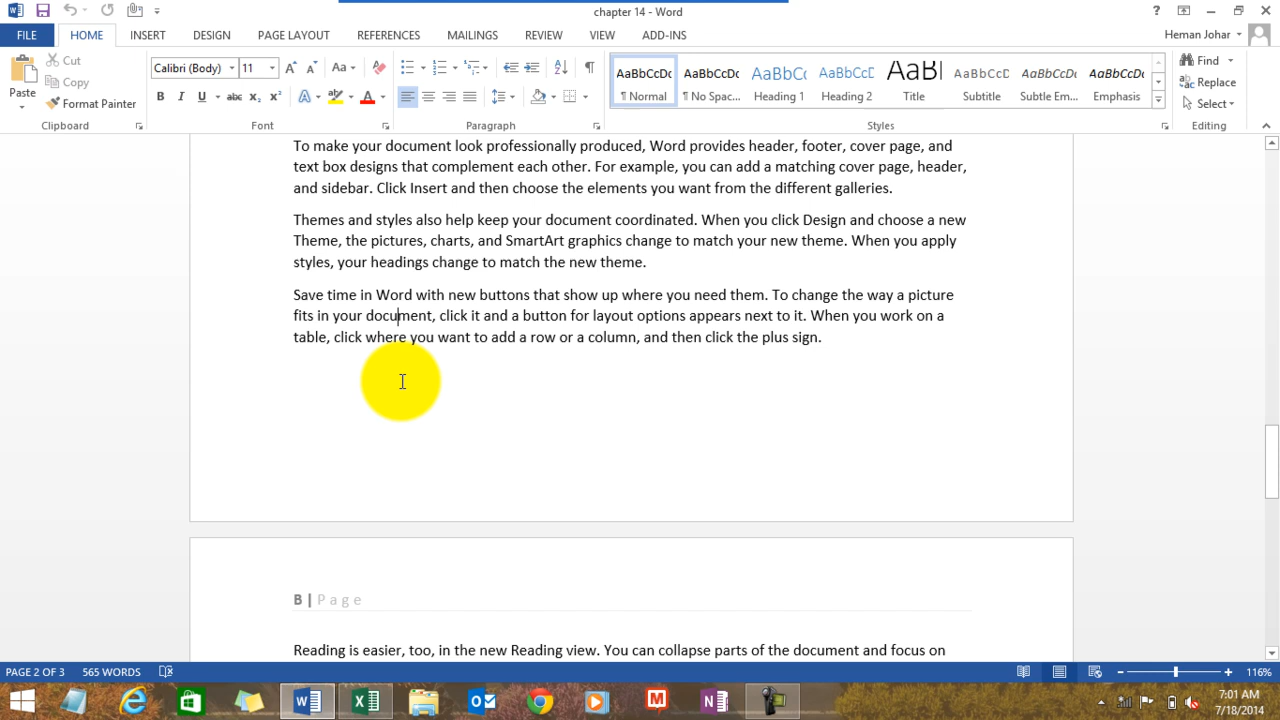 chapter 14 - Word
FILE HOME INSERT DESIGN PAGE LAYOUT REFERENCES MAILINGS REVIEW VIEW ADD-INS Heman Johar
Paste Cut Copy Format Painter
Clipboard
Calibri (Body) 11
Font
Paragraph
AaBbCcDc AaBbCcDc AaBbCc AaBbCcD AaBl AaBbCcD AaBbCcDc AaBbCcDc
¶ Normal ¶ No Spac... Heading 1 Heading 2 Title Subtitle Subtle Em... Emphasis
Styles
Find
Replace
Select
Editing
To make your document look professionally produced, Word provides header, footer, cover page, and
text box designs that complement each other. For example, you can add a matching cover page, header,
and sidebar. Click Insert and then choose the elements you want from the different galleries.
Themes and styles also help keep your document coordinated. When you click Design and choose a new
Theme, the pictures, charts, and SmartArt graphics change to match your new theme. When you apply
styles, your headings change to match the new theme.
Save time in Word with new buttons that show up where you need them. To change the way a picture
fits in your document, click it and a button for layout options appears next to it. When you work on a
table, click where you want to add a row or a column, and then click the plus sign.
B | Page
Reading is easier, too, in the new Reading view. You can collapse parts of the document and focus on
PAGE 2 OF 3 565 WORDS 116%
7:01 AM
7/18/2014